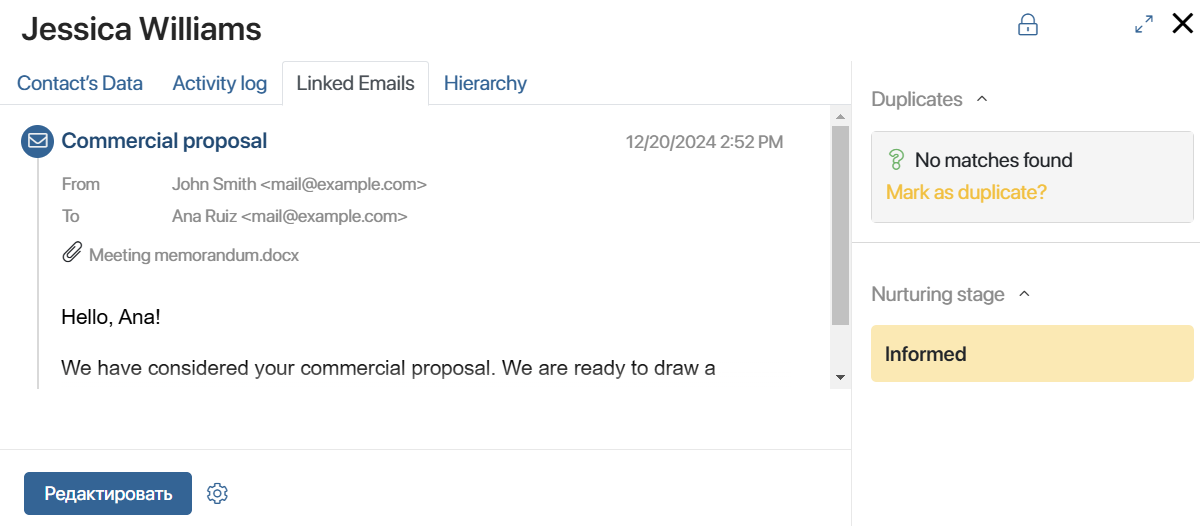 Jessica Williams
Contact's Data Activity log Linked Emails Hierarchy
Commercial proposal 12/20/2024 2:52 PM
From John Smith <mail@example.com>
To Ana Ruiz <mail@example.com>
Meeting memorandum.docx
Hello, Ana!
We have considered your commercial proposal. We are ready to draw a
Редактировать
Duplicates
No matches found
Mark as duplicate?
Nurturing stage
Informed